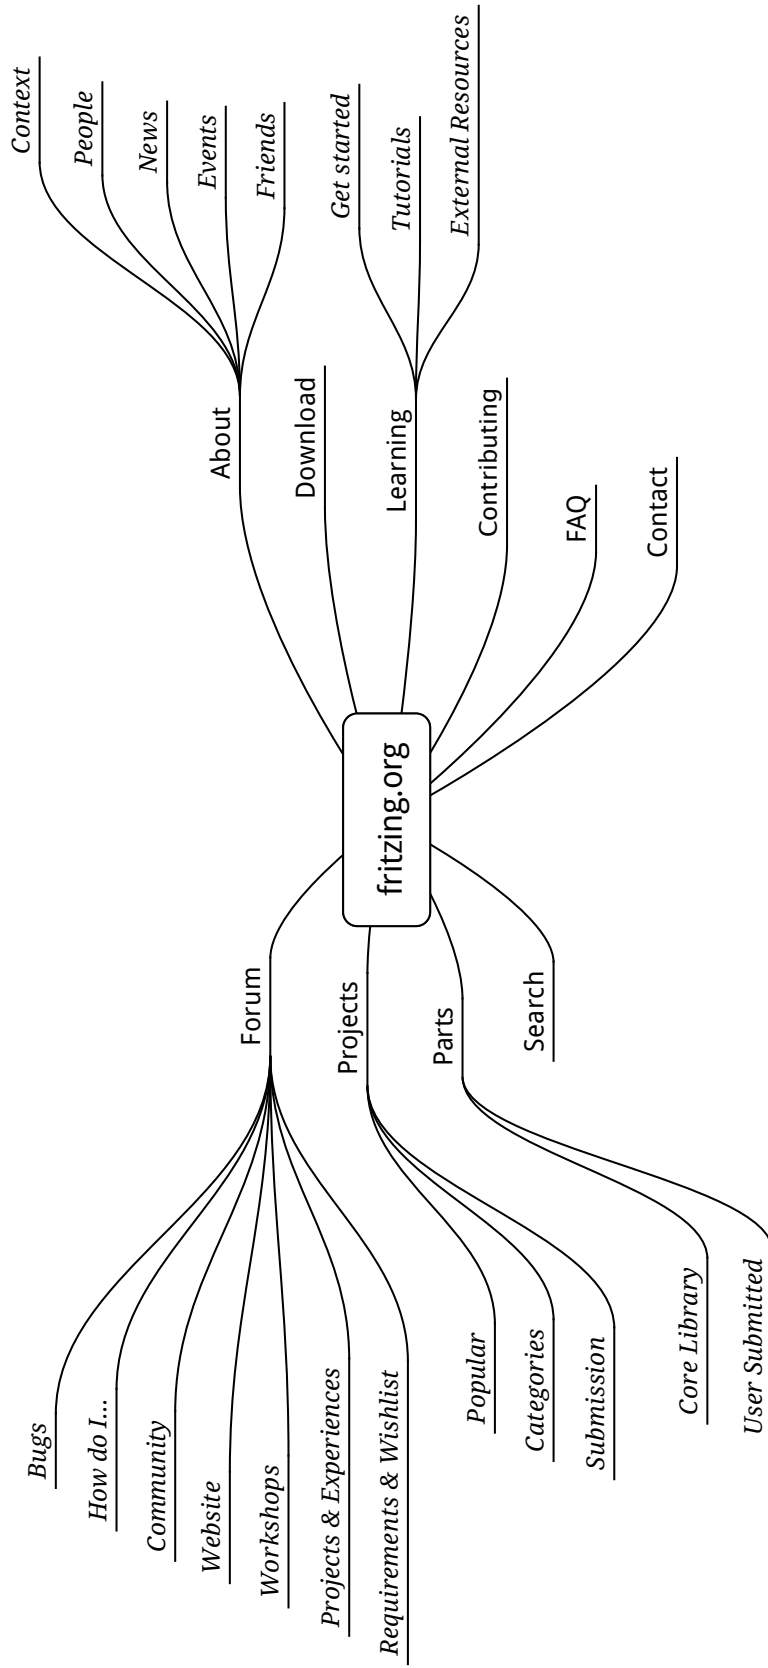 fritzing.org
About
Context
People
News
Events
Friends
Download
Learning
Get started
Tutorials
External Resources
Contributing
FAQ
Contact
Forum
Bugs
How do I...
Community
Website
Workshops
Projects & Experiences
Requirements & Wishlist
Projects
Popular
Categories
Submission
Parts
Core Library
User Submitted
Search